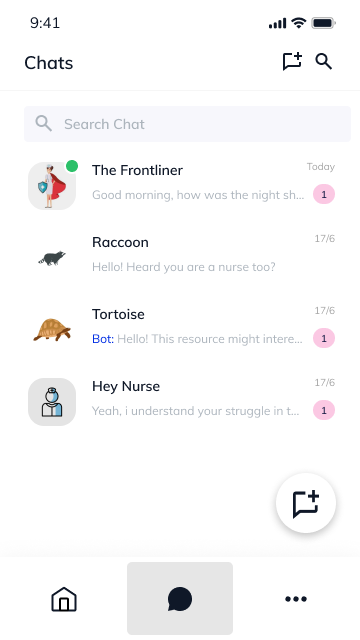 9:41
Chats
Search Chat
The Frontliner
Today
Good morning, how was the night sh...
1
Raccoon
17/6
Hello! Heard you are a nurse too?
Tortoise
17/6
Bot: Hello! This resource might intere...
1
Hey Nurse
17/6
Yeah, i understand your struggle in t...
1